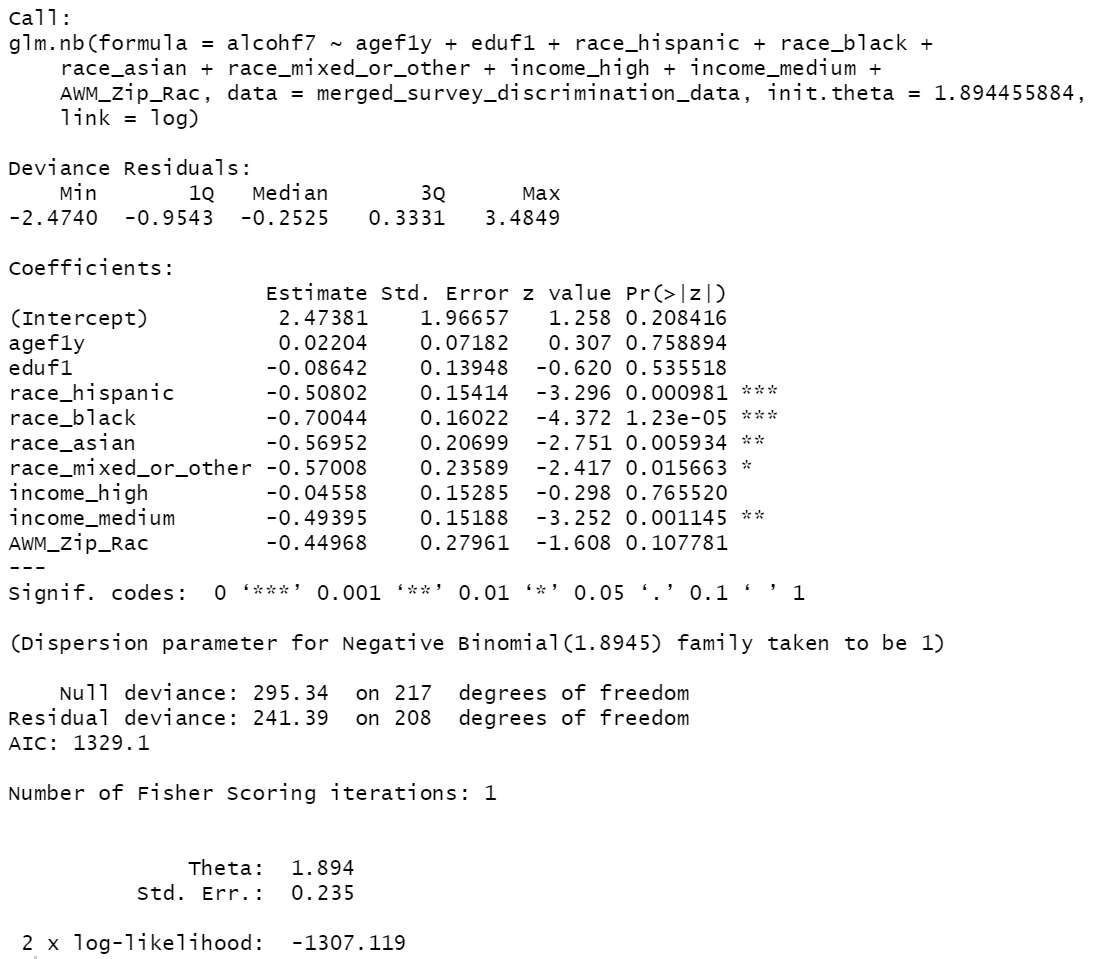 Call:
glm.nb(formula = alcohf7 ~ agef1y + eduf1 + race_hispanic + race_black +
    race_asian + race_mixed_or_other + income_high + income_medium +
    AWM_Zip_Rac, data = merged_survey_discrimination_data, init.theta = 1.894455884,
    link = log)

Deviance Residuals:
    Min       1Q   Median       3Q      Max
-2.4740  -0.9543  -0.2525   0.3331   3.4849

Coefficients:
                    Estimate Std. Error z value Pr(>|z|)
(Intercept)          2.47381    1.96657   1.258 0.208416
agef1y               0.02204    0.07182   0.307 0.758894
eduf1               -0.08642    0.13948  -0.620 0.535518
race_hispanic       -0.50802    0.15414  -3.296 0.000981 ***
race_black          -0.70044    0.16022  -4.372 1.23e-05 ***
race_asian          -0.56952    0.20699  -2.751 0.005934 **
race_mixed_or_other -0.57008    0.23589  -2.417 0.015663 *
income_high         -0.04558    0.15285  -0.298 0.765520
income_medium       -0.49395    0.15188  -3.252 0.001145 **
AWM_Zip_Rac         -0.44968    0.27961  -1.608 0.107781
---
Signif. codes:  0 ‘***’ 0.001 ‘**’ 0.01 ‘*’ 0.05 ‘.’ 0.1 ‘ ’ 1

(Dispersion parameter for Negative Binomial(1.8945) family taken to be 1)

    Null deviance: 295.34  on 217  degrees of freedom
Residual deviance: 241.39  on 208  degrees of freedom
AIC: 1329.1

Number of Fisher Scoring iterations: 1


              Theta:  1.894
          Std. Err.:  0.235

 2 x log-likelihood:  -1307.119